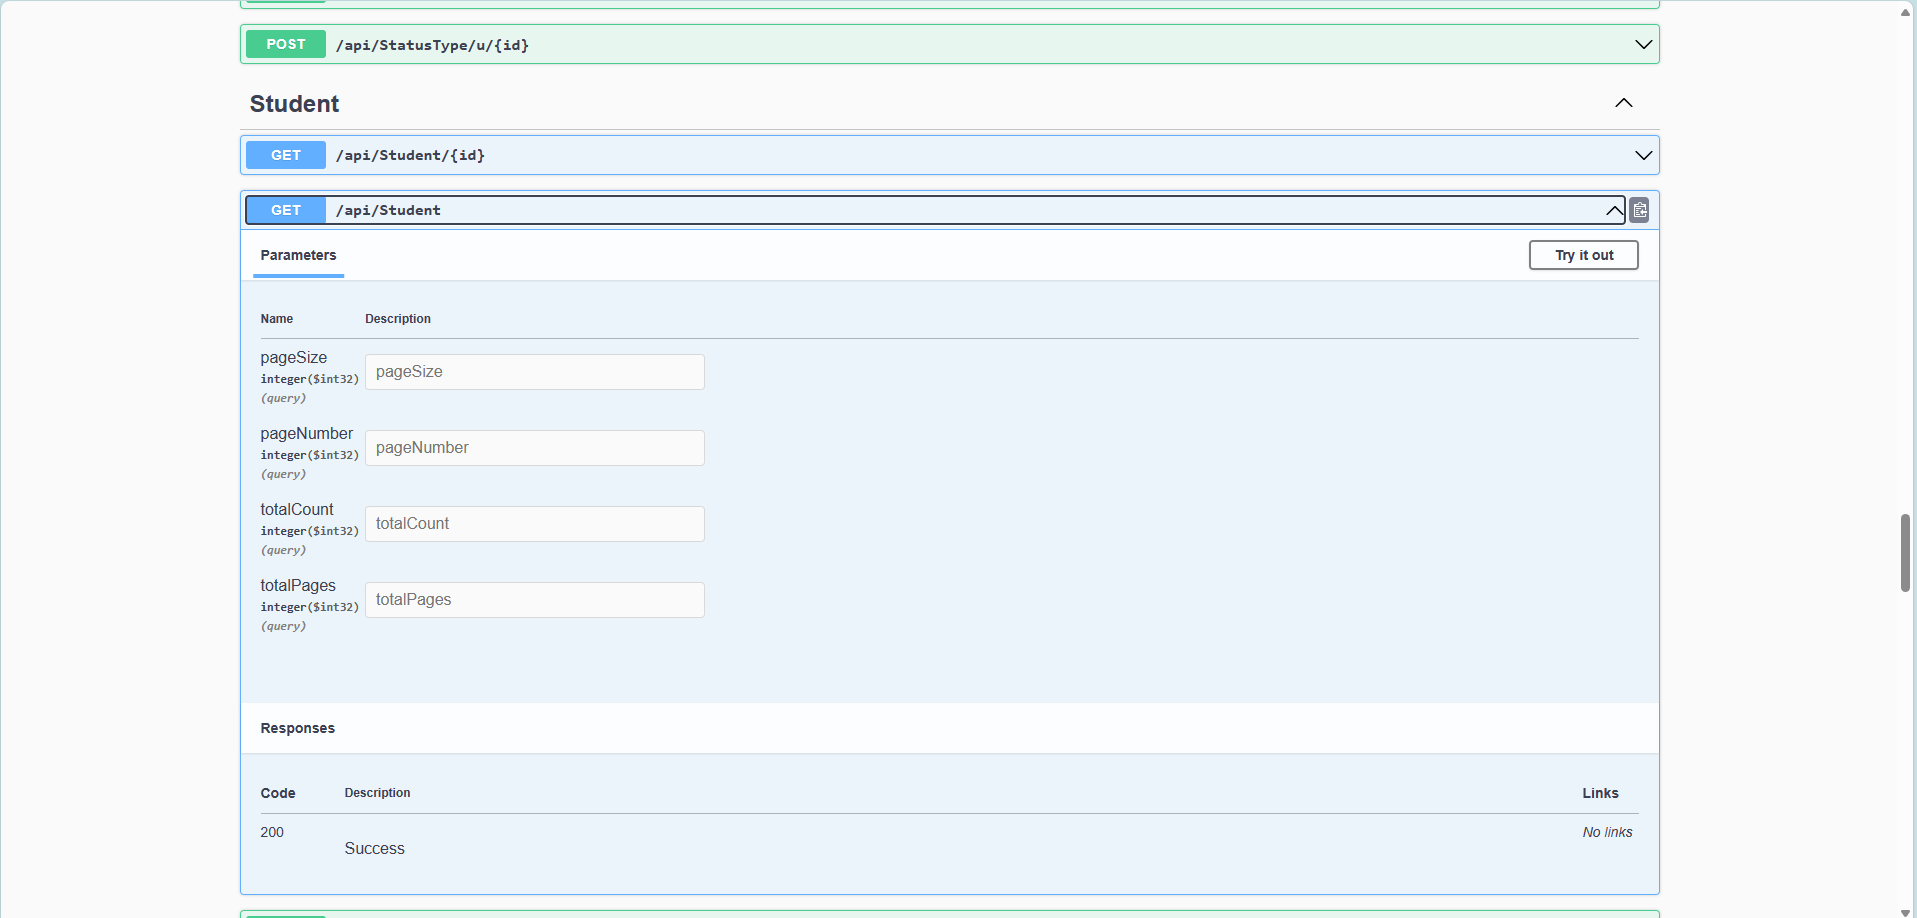 POST /api/StatusType/u/{id}
Student
GET /api/Student/{id}
GET /api/Student
Parameters
Try it out
Name Description
pageSize
integer($int32)
(query)
pageSize
pageNumber
integer($int32)
(query)
pageNumber
totalCount
integer($int32)
(query)
totalCount
totalPages
integer($int32)
(query)
totalPages
Responses
Code Description Links
200
Success
No links